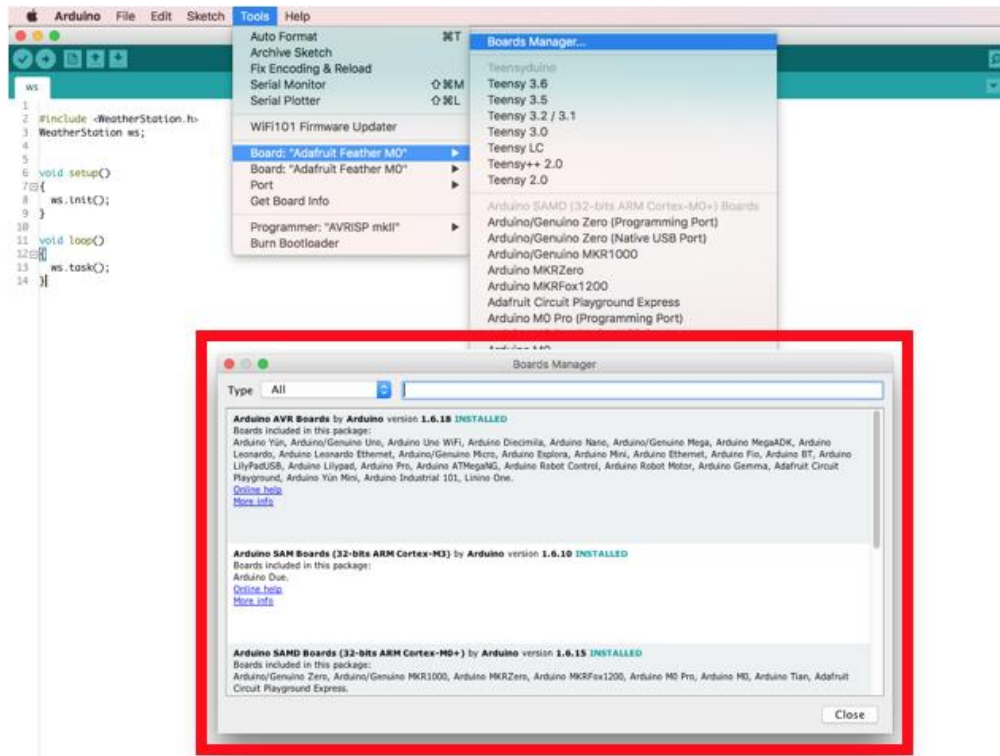 Arduino File Edit Sketch Tools Help
ws
1
2 #include <WeatherStation.h>
3 WeatherStation ws;
4
5
6 void setup()
7 {
8 ws.init();
9 }
10
11 void loop()
12 {
13 ws.task();
14 }
Auto Format ⌘T
Archive Sketch
Fix Encoding & Reload
Serial Monitor ⇧⌘M
Serial Plotter ⇧⌘L
WiFi101 Firmware Updater
Board: "Adafruit Feather M0"
Board: "Adafruit Feather M0"
Port
Get Board Info
Programmer: "AVRISP mkII"
Burn Bootloader
Boards Manager...
Teensyduino
Teensy 3.6
Teensy 3.5
Teensy 3.2 / 3.1
Teensy 3.0
Teensy LC
Teensy++ 2.0
Teensy 2.0
Arduino SAMD (32-bits ARM Cortex-M0+) Boards
Arduino/Genuino Zero (Programming Port)
Arduino/Genuino Zero (Native USB Port)
Arduino/Genuino MKR1000
Arduino MKRZero
Arduino MKRFox1200
Adafruit Circuit Playground Express
Arduino M0 Pro (Programming Port)
Arduino M0
Boards Manager
Type All
Arduino AVR Boards by Arduino version 1.6.18 INSTALLED
Boards included in this package:
Arduino Yún, Arduino/Genuino Uno, Arduino Uno WiFi, Arduino Diecimila, Arduino Nano, Arduino/Genuino Mega, Arduino MegaADK, Arduino
Leonardo, Arduino Leonardo Ethernet, Arduino/Genuino Micro, Arduino Esplora, Arduino Mini, Arduino Ethernet, Arduino Fio, Arduino BT, Arduino
LilyPadUSB, Arduino Lilypad, Arduino Pro, Arduino ATMegaNG, Arduino Robot Control, Arduino Robot Motor, Arduino Gemma, Adafruit Circuit
Playground, Arduino Yún Mini, Arduino Industrial 101, Linino One.
Online help
More info
Arduino SAM Boards (32-bits ARM Cortex-M3) by Arduino version 1.6.10 INSTALLED
Boards included in this package:
Arduino Due.
Online help
More info
Arduino SAMD Boards (32-bits ARM Cortex-M0+) by Arduino version 1.6.15 INSTALLED
Boards included in this package:
Arduino/Genuino Zero, Arduino/Genuino MKR1000, Arduino MKRZero, Arduino MKRFox1200, Arduino M0 Pro, Arduino M0, Arduino Tian, Adafruit
Circuit Playground Express.
Close